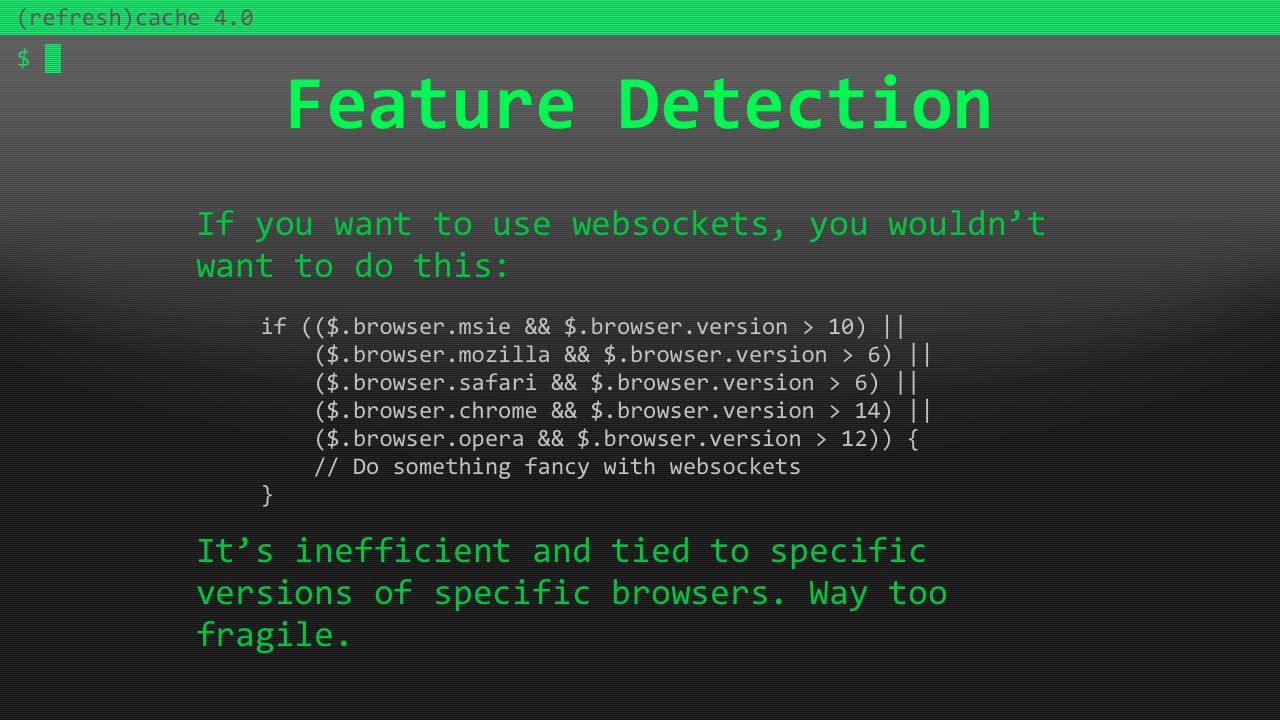 (refresh)cache 4.0
$
Feature Detection
If you want to use websockets, you wouldn’t
want to do this:
if (($.browser.msie && $.browser.version > 10) ||
    ($.browser.mozilla && $.browser.version > 6) ||
    ($.browser.safari && $.browser.version > 6) ||
    ($.browser.chrome && $.browser.version > 14) ||
    ($.browser.opera && $.browser.version > 12)) {
    // Do something fancy with websockets
}
It’s inefficient and tied to specific
versions of specific browsers. Way too
fragile.